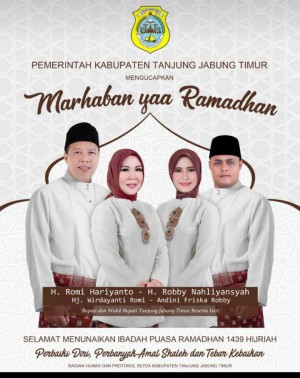 PEMERINTAH KABUPATEN TANJUNG JABUNG TIMUR
MENGUCAPKAN
Marhaban yaa Ramadhan
H. Romi Hariyanto - H. Robby Nahliyansyah
Hj. Wirdayanti Romi - Andini Friska Robby
Bupati dan Wakil Bupati Tanjung Jabung Timur Beserta Istri
SELAMAT MENUNAIKAN IBADAH PUASA RAMADHAN 1439 HIJRIAH
Perbaiki Diri, Perbanyak Amal Shaleh dan Tebar Kebaikan
BAGIAN HUMAS DAN PROTOKOL SETDA KABUPATEN TANJUNG JABUNG TIMUR